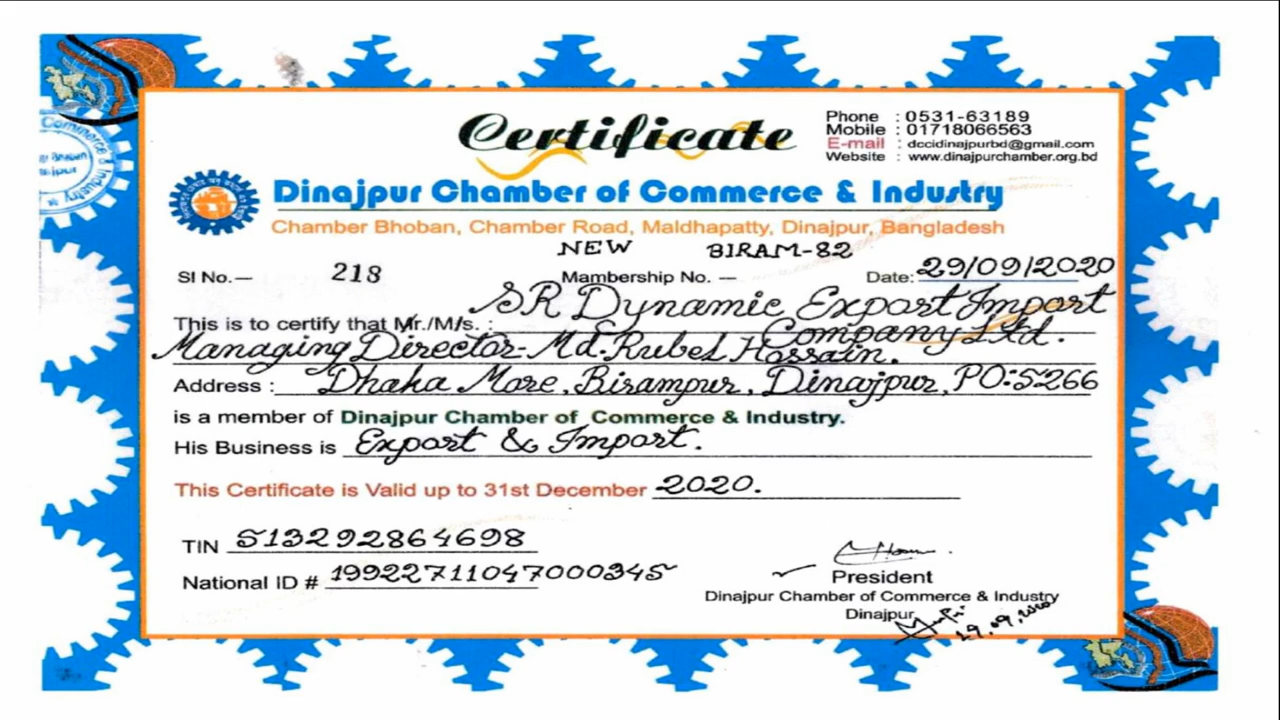 Certificate
Phone : 0531-63189
Mobile : 01718066563
E-mail : dccidinajpurbd@gmail.com
Website : www.dinajpurchamber.org.bd
Dinajpur Chamber of Commerce & Industry
Chamber Bhoban, Chamber Road, Maldhapatty, Dinajpur, Bangladesh
NEW BIRAM-82
Sl No.— 218 Mambership No. — Date: 29/09/2020
This is to certify that Mr./M/s. : SR Dynamic Export Import
Company Ltd.
Managing Director- Md. Rubel Hossain.
Address : Dhaka More, Birampur, Dinajpur, PO:5266
is a member of Dinajpur Chamber of Commerce & Industry.
His Business is Export & Import.
This Certificate is Valid up to 31st December 2020.
TIN 513292864698
National ID # 19922711047000345
President
Dinajpur Chamber of Commerce & Industry
Dinajpur
29.09.2020